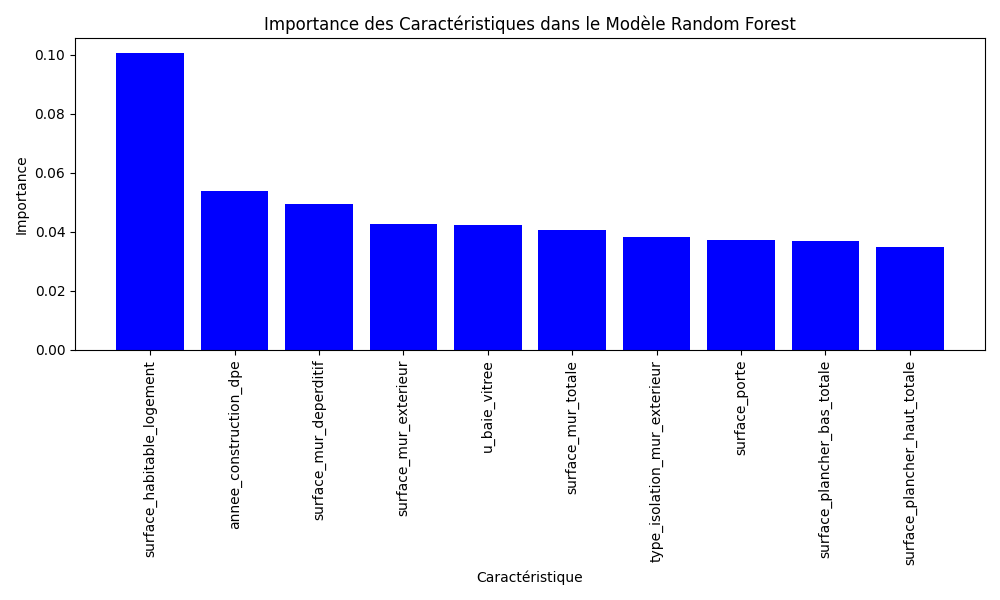 Importance des Caractéristiques dans le Modèle Random Forest
Importance
0.10
0.08
0.06
0.04
0.02
0.00
surface_habitable_logement
annee_construction_dpe
surface_mur_deperditif
surface_mur_exterieur
u_baie_vitree
surface_mur_totale
type_isolation_mur_exterieur
surface_porte
surface_plancher_bas_totale
surface_plancher_haut_totale
Caractéristique